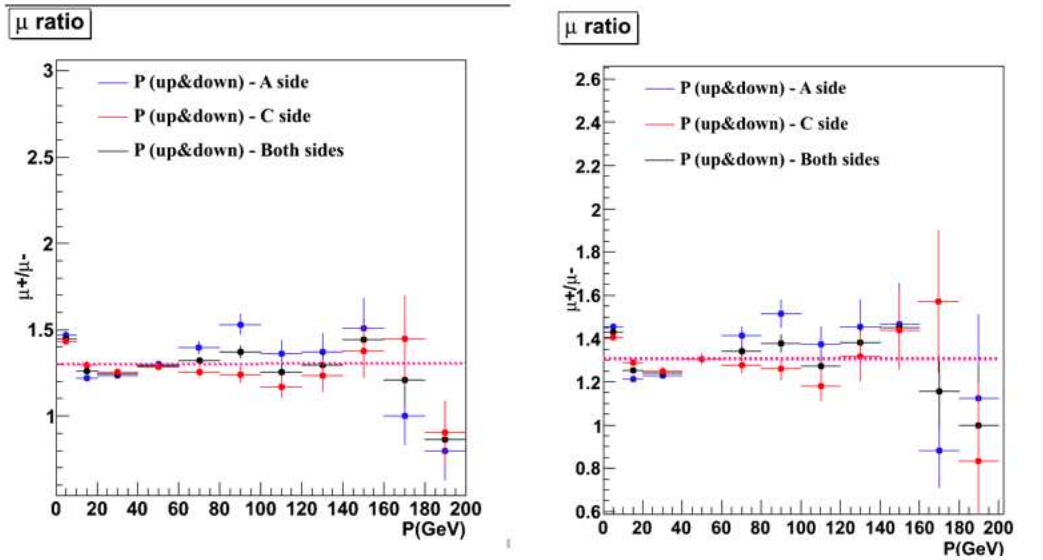 μ ratio
P (up&down) - A side
P (up&down) - C side
P (up&down) - Both sides
3
2.5
2
1.5
1
μ+/μ-
0 20 40 60 80 100 120 140 160 180 200
P(GeV)
μ ratio
P (up&down) - A side
P (up&down) - C side
P (up&down) - Both sides
2.6
2.4
2.2
2
1.8
1.6
1.4
1.2
1
0.8
0.6
μ+/μ-
0 20 40 60 80 100 120 140 160 180 200
P(GeV)